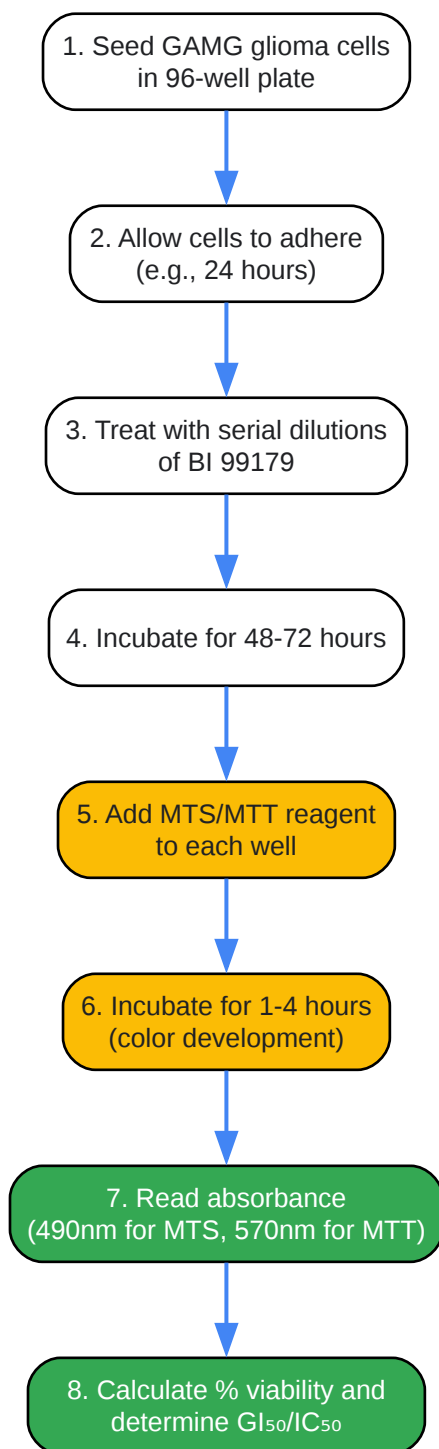 1. Seed GAMG glioma cells
in 96-well plate
2. Allow cells to adhere
(e.g., 24 hours)
3. Treat with serial dilutions
of BI 99179
4. Incubate for 48-72 hours
5. Add MTS/MTT reagent
to each well
6. Incubate for 1-4 hours
(color development)
7. Read absorbance
(490nm for MTS, 570nm for MTT)
8. Calculate % viability and
determine GI₅₀/IC₅₀